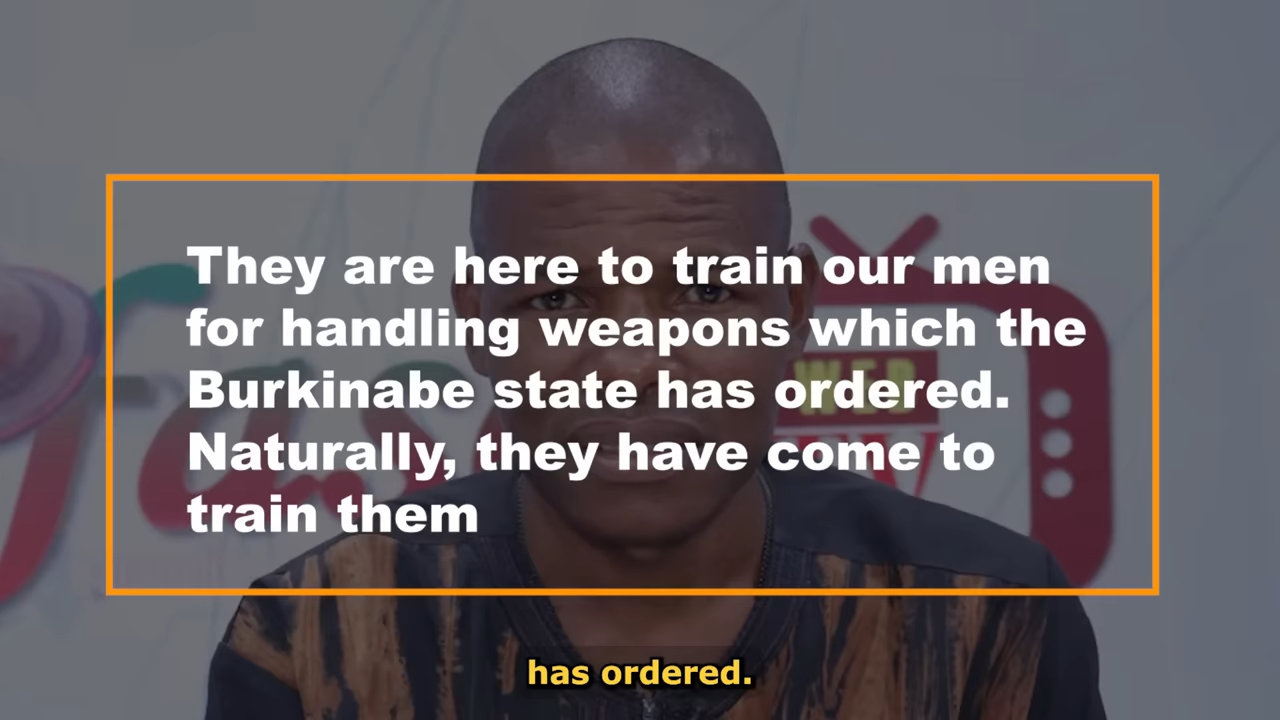 They are here to train our men
for handling weapons which the
Burkinabe state has ordered.
Naturally, they have come to
train them
has ordered.